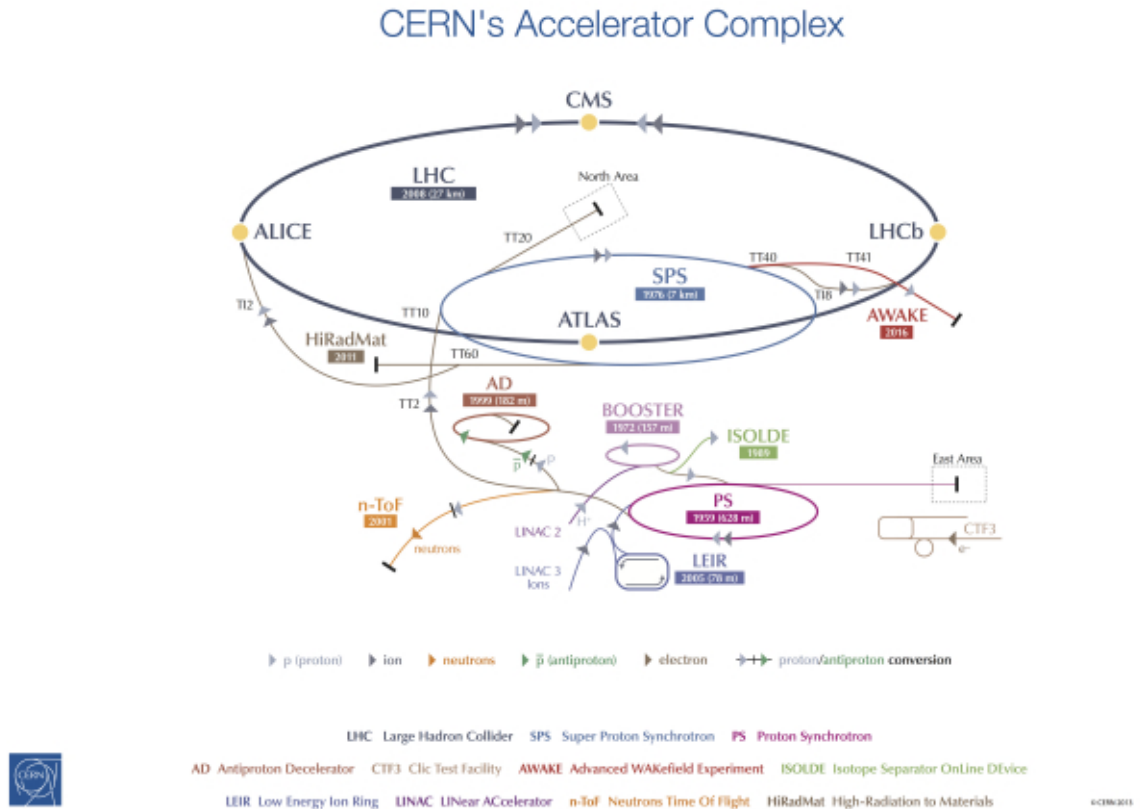 CERN's Accelerator Complex
CMS
LHC
2008 (27 km)
North Area
ALICE
TT20
LHCb
TT40
TT41
SPS
1976 (7 km)
TI2
TI8
TT10
ATLAS
AWAKE
2016
HiRadMat
2011
TT60
AD
1999 (182 m)
TT2
BOOSTER
1972 (157 m)
ISOLDE
1989
p̅
p
East Area
n-ToF
2001
PS
1959 (628 m)
H⁺
LINAC 2
neutrons
CTF3
e-
LEIR
2005 (78 m)
LINAC 3
Ions
p (proton) ion neutrons p̅ (antiproton) electron proton/antiproton conversion
LHC Large Hadron Collider SPS Super Proton Synchrotron PS Proton Synchrotron
AD Antiproton Decelerator CTF3 Clic Test Facility AWAKE Advanced WAKefield Experiment ISOLDE Isotope Separator OnLine DEvice
LEIR Low Energy Ion Ring LINAC LINear ACcelerator n-ToF Neutrons Time Of Flight HiRadMat High-Radiation to Materials
CERN